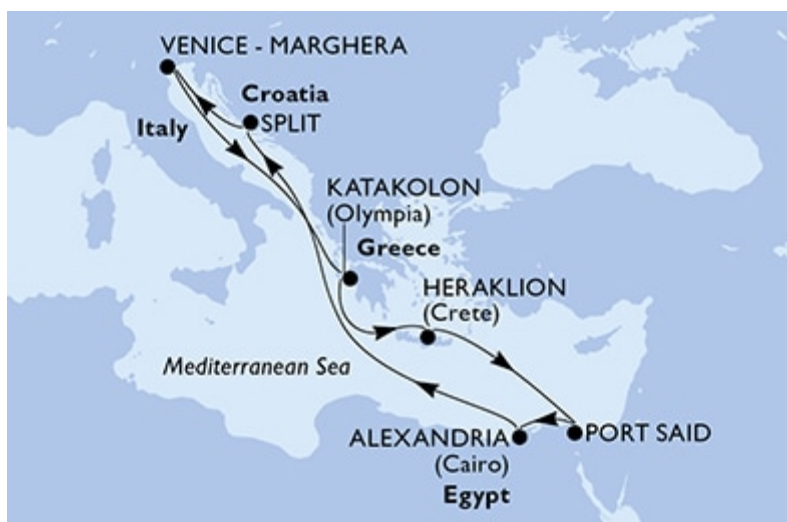 VENICE - MARGHERA
Croatia
Italy
SPLIT
KATAKOLON
(Olympia)
Greece
HERAKLION
(Crete)
Mediterranean Sea
ALEXANDRIA
PORT SAID
(Cairo)
Egypt